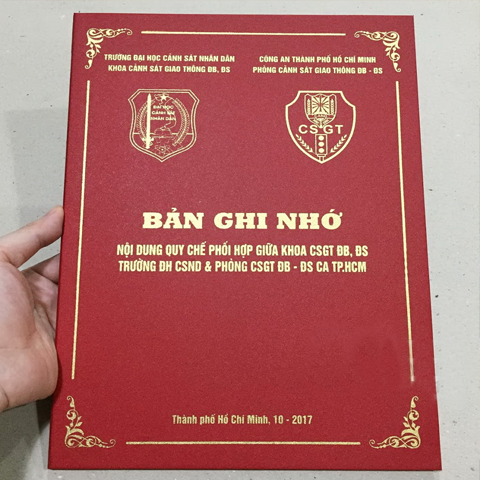 TRƯỜNG ĐẠI HỌC CẢNH SÁT NHÂN DÂN
KHOA CẢNH SÁT GIAO THÔNG ĐB, ĐS
CÔNG AN THÀNH PHỐ HỒ CHÍ MINH
PHÒNG CẢNH SÁT GIAO THÔNG ĐB - ĐS
ĐẠI HỌC
CẢNH SÁT
NHÂN DÂN
CSGT
BẢN GHI NHỚ
NỘI DUNG QUY CHẾ PHỐI HỢP GIỮA KHOA CSGT ĐB, ĐS
TRƯỜNG ĐH CSND & PHÒNG CSGT ĐB - ĐS CA TP.HCM
Thành phố Hồ Chí Minh, 10 - 2017